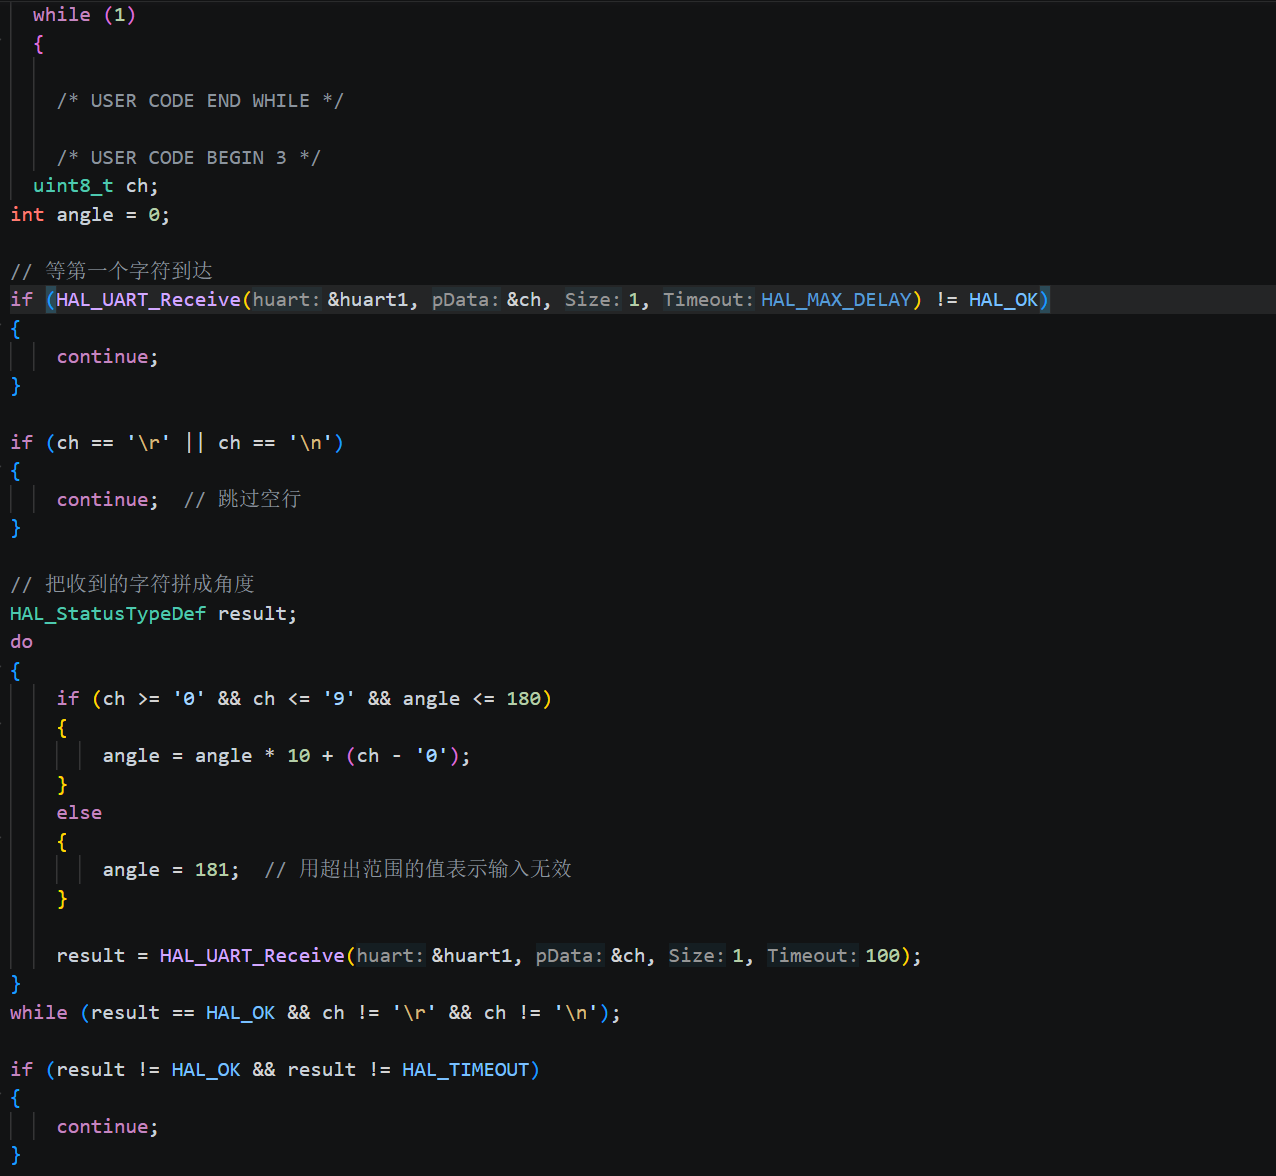 while (1)
{
/* USER CODE END WHILE */
/* USER CODE BEGIN 3 */
uint8_t ch;
int angle = 0;
// 等第一个字符到达
if (HAL_UART_Receive(huart: &huart1, pData: &ch, Size: 1, Timeout: HAL_MAX_DELAY) != HAL_OK)
{
continue;
}
if (ch == '\r' || ch == '\n')
{
continue;  // 跳过空行
}
// 把收到的字符拼成角度
HAL_StatusTypeDef result;
do
{
if (ch >= '0' && ch <= '9' && angle <= 180)
{
angle = angle * 10 + (ch - '0');
}
else
{
angle = 181;  // 用超出范围的值表示输入无效
}
result = HAL_UART_Receive(huart: &huart1, pData: &ch, Size: 1, Timeout: 100);
}
while (result == HAL_OK && ch != '\r' && ch != '\n');
if (result != HAL_OK && result != HAL_TIMEOUT)
{
continue;
}